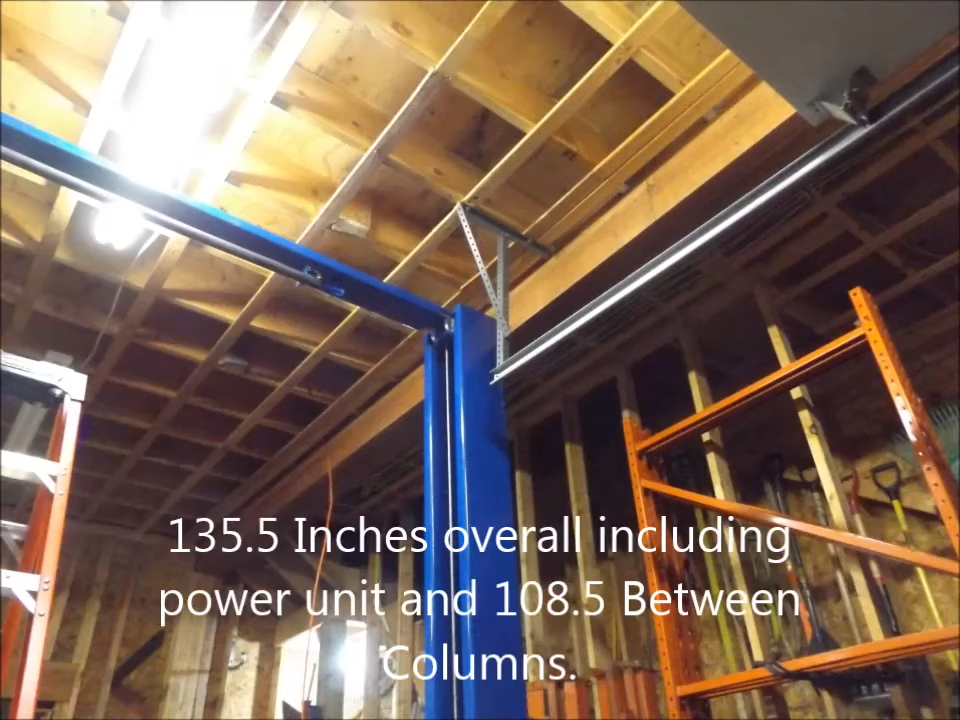 135.5 Inches overall including
power unit and 108.5 Between
Columns.